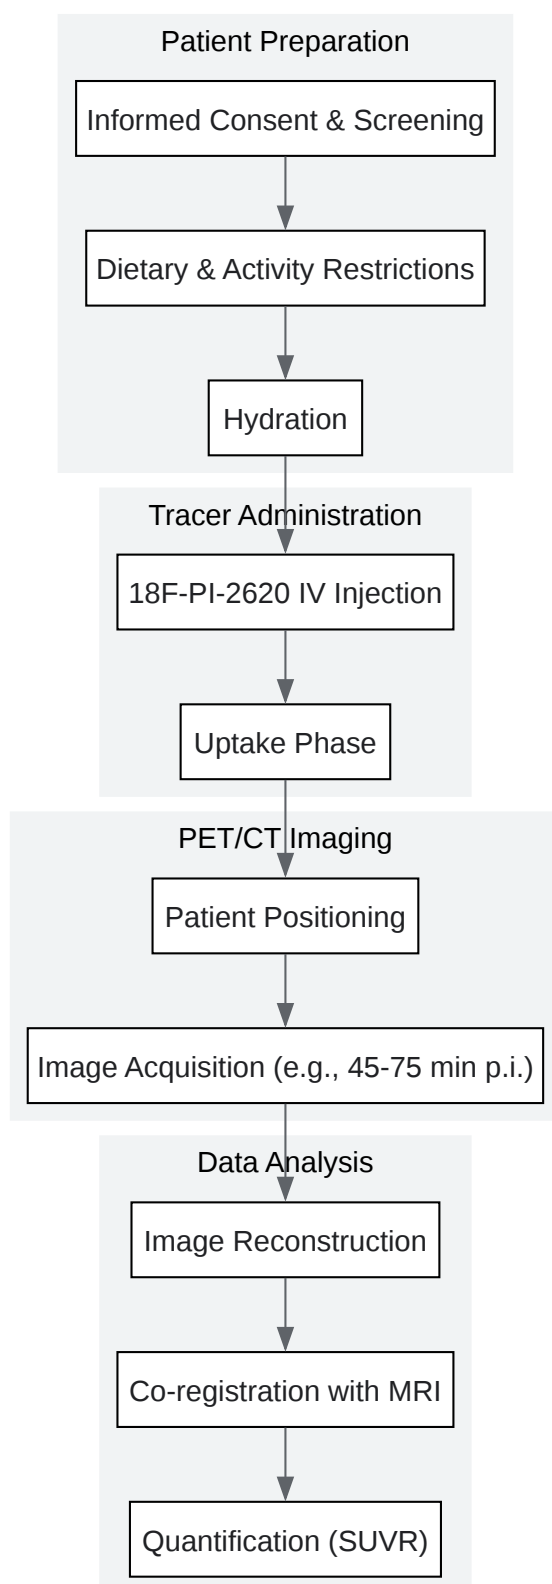 Patient Preparation
Informed Consent & Screening
Dietary & Activity Restrictions
Hydration
Tracer Administration
18F-PI-2620 IV Injection
Uptake Phase
PET/CT Imaging
Patient Positioning
Image Acquisition (e.g., 45-75 min p.i.)
Data Analysis
Image Reconstruction
Co-registration with MRI
Quantification (SUVR)